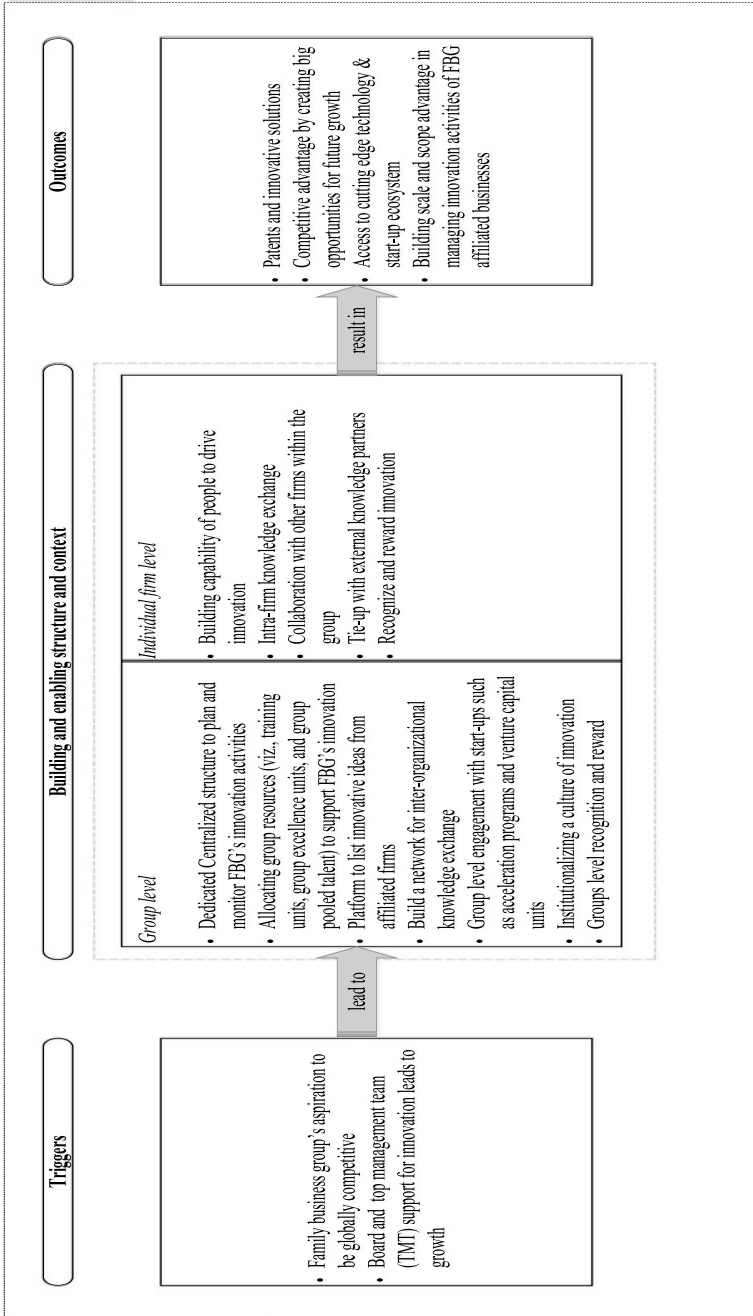 Triggers
• Family business group's aspiration to
be globally competitive
• Board and top management team
(TMT) support for innovation leads to
growth
lead to
Building and enabling structure and context
Group level
• Dedicated Centralized structure to plan and
monitor FBG's innovation activities
• Allocating group resources (viz., training
units, group excellence units, and group
pooled talent) to support FBG's innovation
• Platform to list innovative ideas from
affiliated firms
• Build a network for inter-organizational
knowledge exchange
• Group level engagement with start-ups such
as acceleration programs and venture capital
units
• Institutionalizing a culture of innovation
• Groups level recognition and reward
Individual firm level
• Building capability of people to drive
innovation
• Intra-firm knowledge exchange
• Collaboration with other firms within the
group
• Tie-up with external knowledge partners
• Recognize and reward innovation
result in
Outcomes
• Patents and innovative solutions
• Competitive advantage by creating big
opportunities for future growth
• Access to cutting edge technology &
start-up ecosystem
• Building scale and scope advantage in
managing innovation activities of FBG
affiliated businesses